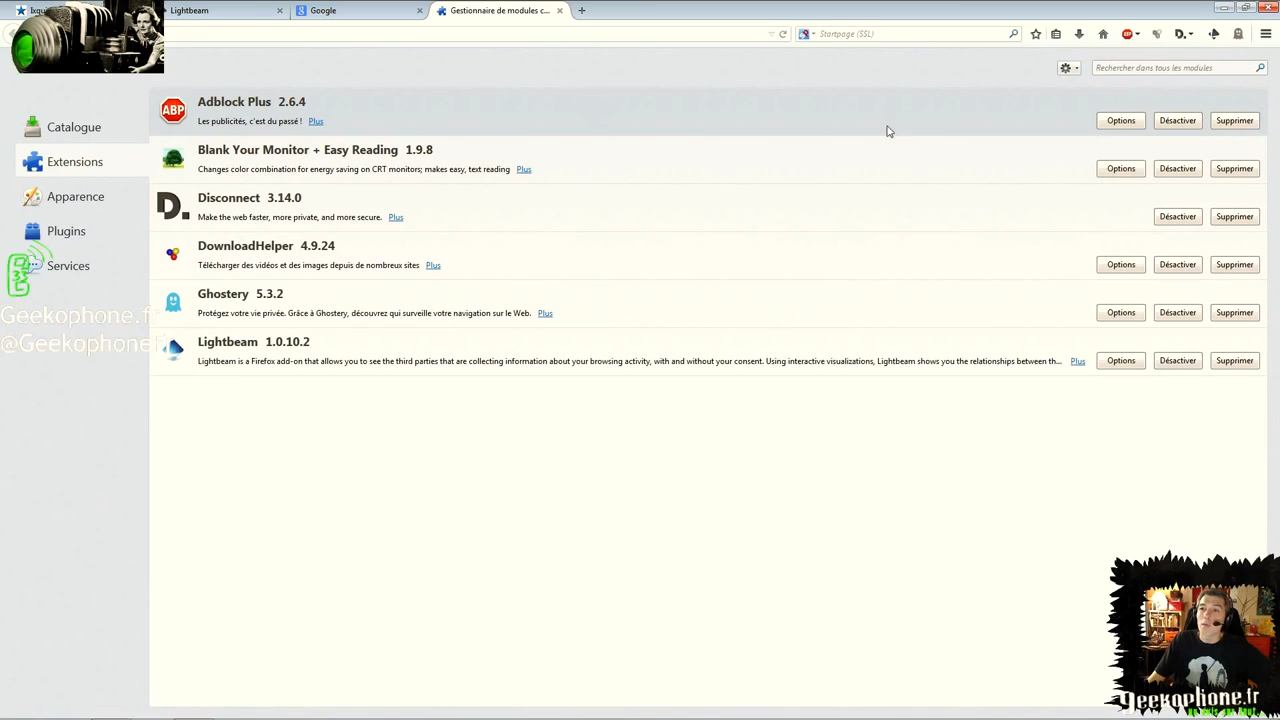 Ixqui
Lightbeam
Google
Gestionnaire de modules c...
Startpage (SSL)
ABP
D.
Rechercher dans tous les modules
Catalogue
Extensions
Apparence
Plugins
Services
Geekophone.fr
@Geekophone
ABP
Adblock Plus 2.6.4
Les publicités, c'est du passé ! Plus
Options Désactiver Supprimer
Blank Your Monitor + Easy Reading 1.9.8
Changes color combination for energy saving on CRT monitors; makes easy, text reading Plus
Options Désactiver Supprimer
D.
Disconnect 3.14.0
Make the web faster, more private, and more secure. Plus
Désactiver Supprimer
DownloadHelper 4.9.24
Télécharger des vidéos et des images depuis de nombreux sites Plus
Options Désactiver Supprimer
Ghostery 5.3.2
Protégez votre vie privée. Grâce à Ghostery, découvrez qui surveille votre navigation sur le Web. Plus
Options Désactiver Supprimer
Lightbeam 1.0.10.2
Lightbeam is a Firefox add-on that allows you to see the third parties that are collecting information about your browsing activity, with and without your consent. Using interactive visualizations, Lightbeam shows you the relationships between th... Plus
Options Désactiver Supprimer
Geekophone.fr